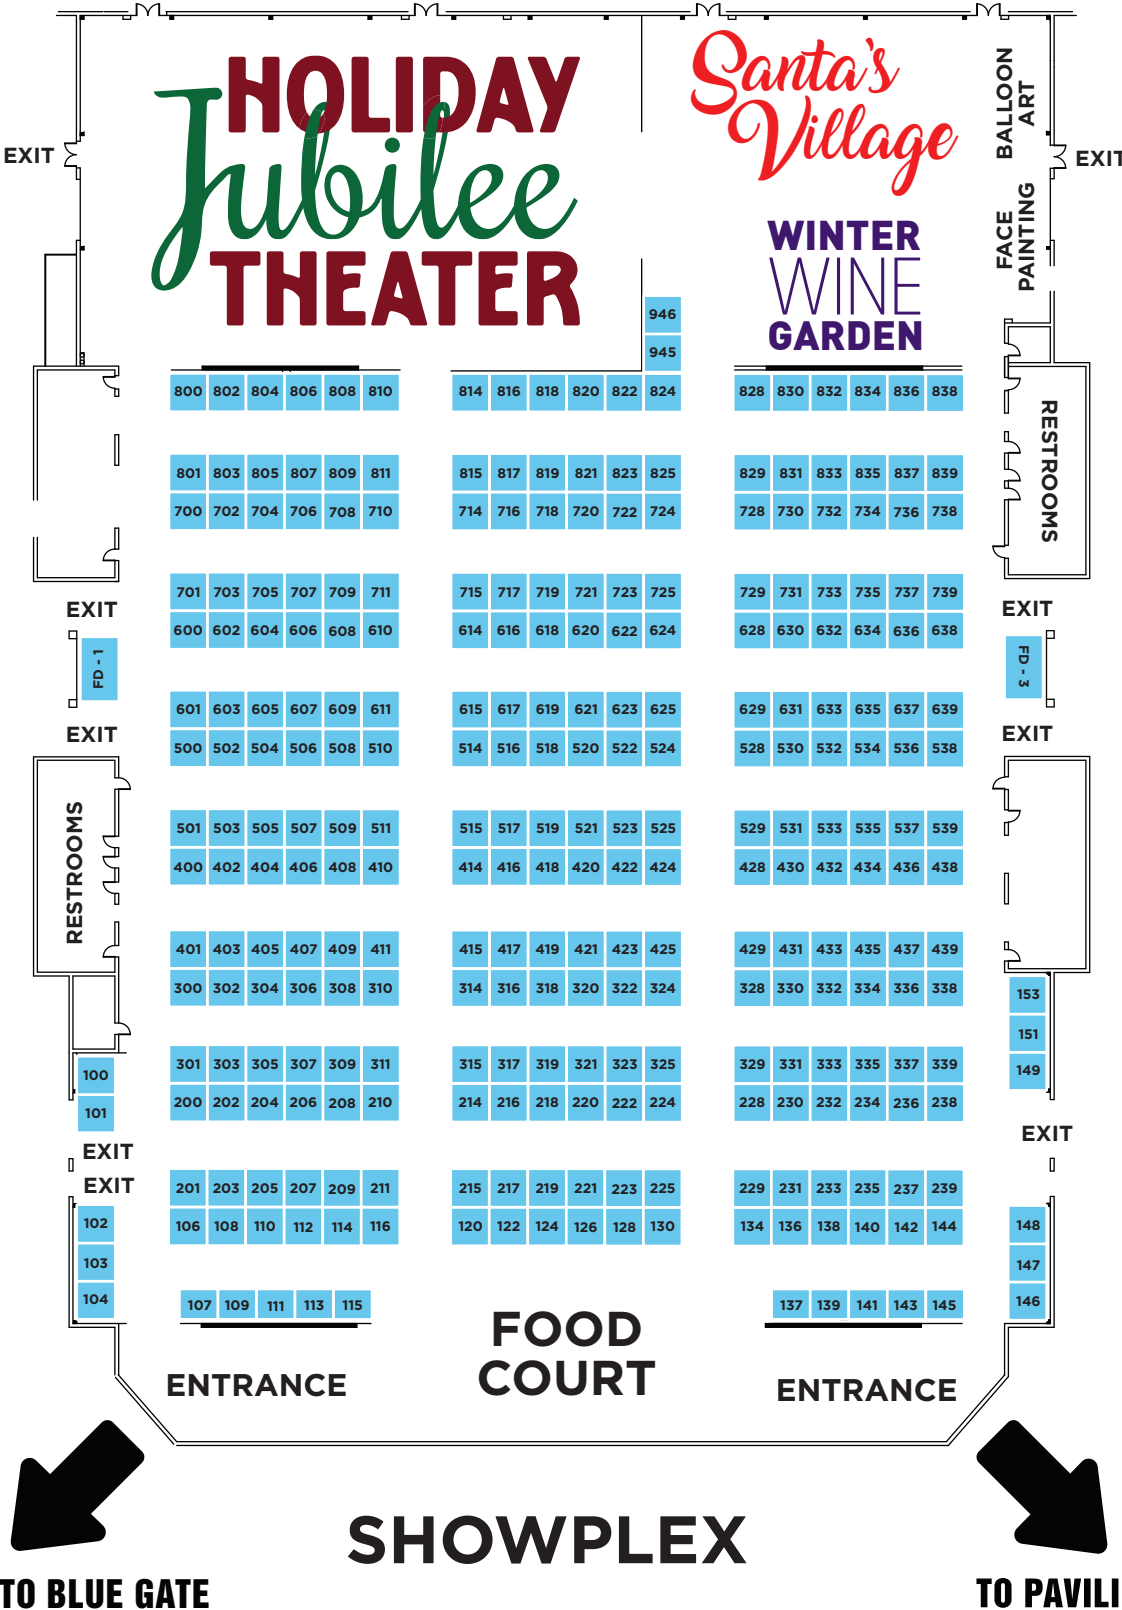 HOLIDAY
Jubilee
THEATER
Santa's
Village
BALLOON
ART
EXIT
EXIT
FACE
PAINTING
WINTER
WINE
GARDEN
946
945
800 802 804 806 808 810 814 816 818 820 822 824 828 830 832 834 836 838
RESTROOMS
801 803 805 807 809 811 815 817 819 821 823 825 829 831 833 835 837 839
700 702 704 706 708 710 714 716 718 720 722 724 728 730 732 734 736 738
701 703 705 707 709 711 715 717 719 721 723 725 729 731 733 735 737 739
EXIT EXIT
600 602 604 606 608 610 614 616 618 620 622 624 628 630 632 634 636 638
FD - 1 FD - 3
601 603 605 607 609 611 615 617 619 621 623 625 629 631 633 635 637 639
EXIT EXIT
500 502 504 506 508 510 514 516 518 520 522 524 528 530 532 534 536 538
501 503 505 507 509 511 515 517 519 521 523 525 529 531 533 535 537 539
RESTROOMS
400 402 404 406 408 410 414 416 418 420 422 424 428 430 432 434 436 438
401 403 405 407 409 411 415 417 419 421 423 425 429 431 433 435 437 439
300 302 304 306 308 310 314 316 318 320 322 324 328 330 332 334 336 338
153
151
301 303 305 307 309 311 315 317 319 321 323 325 329 331 333 335 337 339
100 149
200 202 204 206 208 210 214 216 218 220 222 224 228 230 232 234 236 238
101
EXIT EXIT
EXIT
201 203 205 207 209 211 215 217 219 221 223 225 229 231 233 235 237 239
102 106 108 110 112 114 116 120 122 124 126 128 130 134 136 138 140 142 144 148
103 147
104 107 109 111 113 115 137 139 141 143 145 146
FOOD
COURT
ENTRANCE ENTRANCE
SHOWPLEX
TO BLUE GATE TO PAVILI